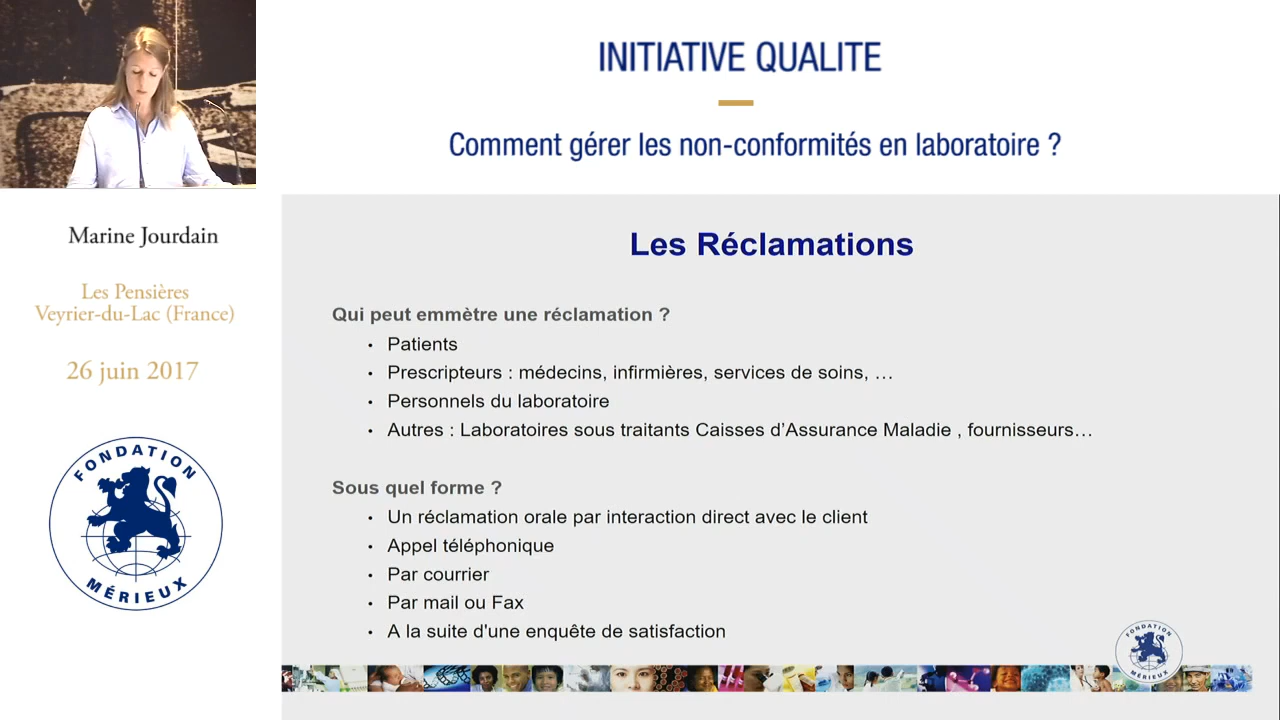 INITIATIVE QUALITE
Comment gérer les non-conformités en laboratoire ?
Marine Jourdain
Les Pensières
Veyrier-du-Lac (France)
26 juin 2017
FONDATION
MÉRIEUX
Les Réclamations
Qui peut emmètre une réclamation ?
• Patients
• Prescripteurs : médecins, infirmières, services de soins, …
• Personnels du laboratoire
• Autres : Laboratoires sous traitants Caisses d’Assurance Maladie , fournisseurs…
Sous quel forme ?
• Un réclamation orale par interaction direct avec le client
• Appel téléphonique
• Par courrier
• Par mail ou Fax
• A la suite d'une enquête de satisfaction
FONDATION
MÉRIEUX